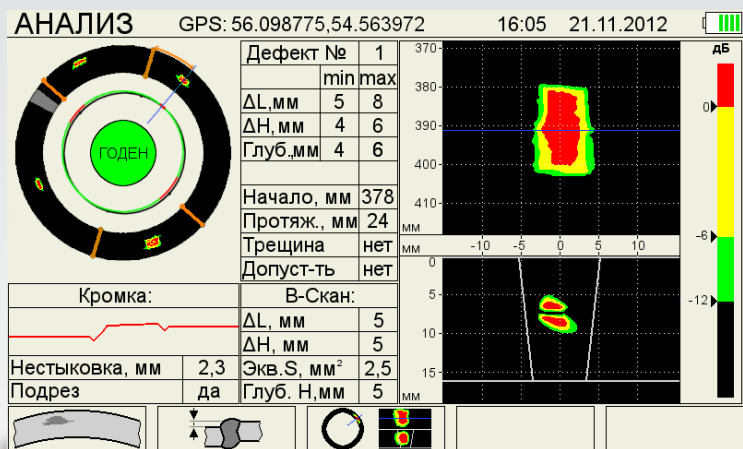 АНАЛИЗ GPS: 56.098775,54.563972 16:05 21.11.2012
ГОДЕН
Дефект № 1
min max
ΔL,мм 5 8
ΔН, мм 4 6
Глуб.,мм 4 6
Начало, мм 378
Протяж., мм 24
Трещина нет
Допуст-ть нет
Кромка:
Нестыковка, мм 2,3
Подрез да
В-Скан:
ΔL, мм 5
ΔН, мм 5
Экв.S, мм² 2,5
Глуб. Н,мм 5
370
380
390
400
410
мм
мм -10 -5 0 5 10
0
5
10
15
мм
дБ
0
-6
-12